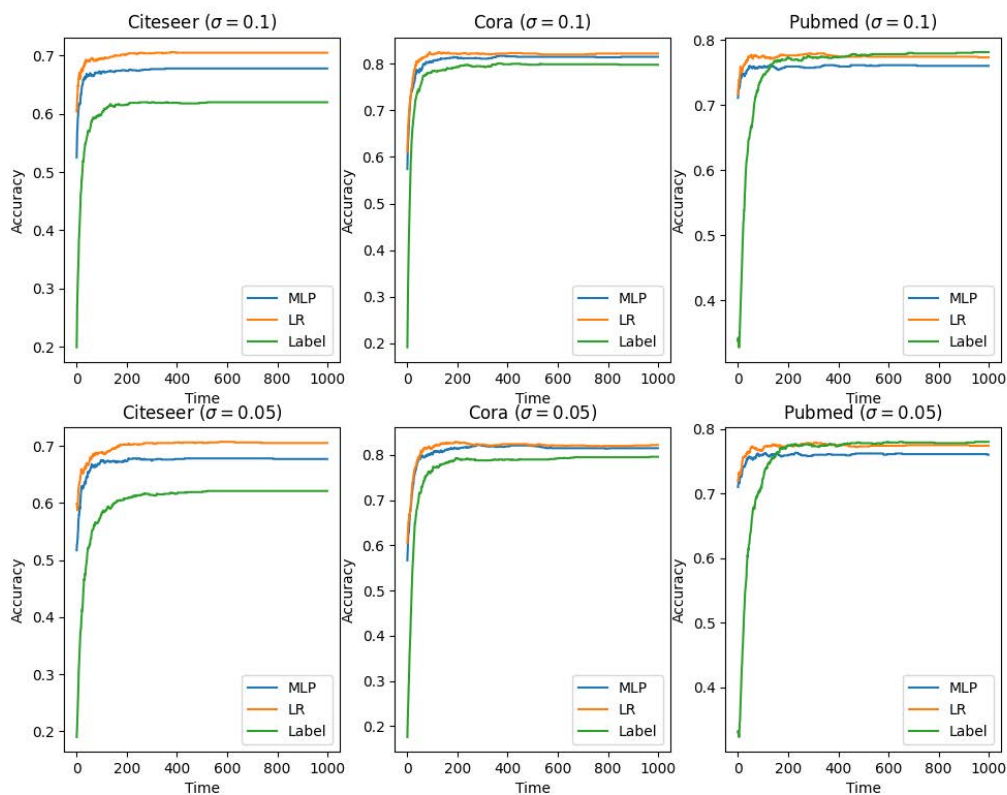 Citeseer (σ = 0.1)
Accuracy
0.7
0.6
0.5
0.4
0.3
0.2
0 200 400 600 800 1000
Time
MLP
LR
Label
Cora (σ = 0.1)
Accuracy
0.8
0.7
0.6
0.5
0.4
0.3
0.2
0 200 400 600 800 1000
Time
MLP
LR
Label
Pubmed (σ = 0.1)
Accuracy
0.8
0.7
0.6
0.5
0.4
0 200 400 600 800 1000
Time
MLP
LR
Label
Citeseer (σ = 0.05)
Accuracy
0.7
0.6
0.5
0.4
0.3
0.2
0 200 400 600 800 1000
Time
MLP
LR
Label
Cora (σ = 0.05)
Accuracy
0.8
0.7
0.6
0.5
0.4
0.3
0.2
0 200 400 600 800 1000
Time
MLP
LR
Label
Pubmed (σ = 0.05)
Accuracy
0.8
0.7
0.6
0.5
0.4
0 200 400 600 800 1000
Time
MLP
LR
Label